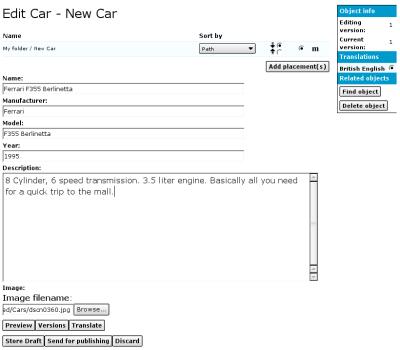 Edit Car - New Car
Name Sort by
My folder / New Car Path m
Add placement(s)
Name:
Ferrari F355 Berlinetta
Manufacturer:
Ferrari
Model:
F355 Berlinetta
Year:
1995
Description:
8 Cylinder, 6 speed transmission. 3.5 liter engine. Basically all you need
for a quick trip to the mall.
Image:
Image filename:
ed/Cars/dscn0360.jpg Browse...
Preview Versions Translate
Store Draft Send for publishing Discard
Object info
Editing
version: 1
Current
version: 1
Translations
British English
Related objects
Find object
Delete object